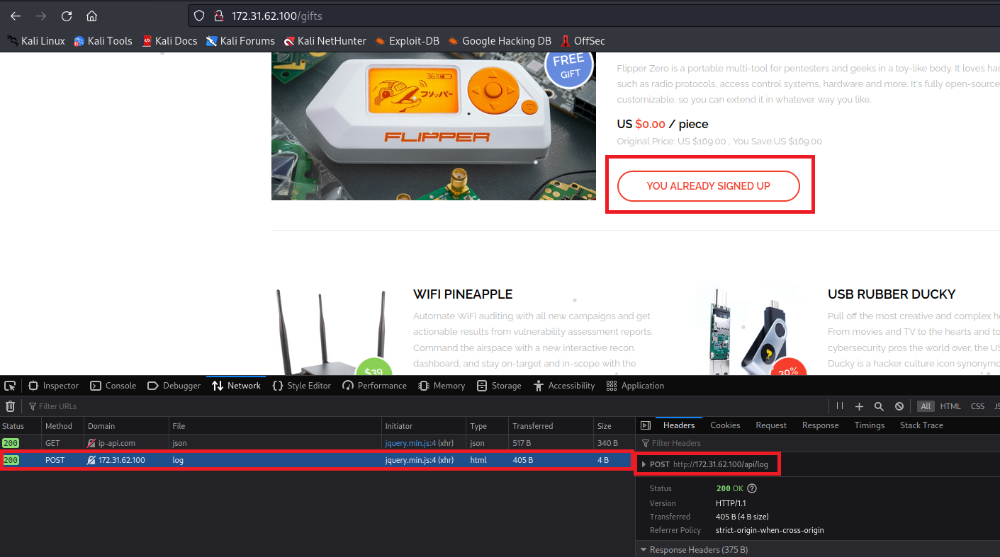 172.31.62.100/gifts
Kali Linux Kali Tools Kali Docs Kali Forums Kali NetHunter Exploit-DB Google Hacking DB OffSec
FREE
GIFT
36%
フリッパー
FLIPPER
Flipper Zero is a portable multi-tool for pentesters and geeks in a toy-like body. It loves hac
such as radio protocols, access control systems, hardware and more. It's fully open-source
customizable, so you can extend it in whatever way you like.
US $0.00 / piece
Original Price: US $169.00 , You Save:US $169.00
YOU ALREADY SIGNED UP
WIFI PINEAPPLE
Automate WiFi auditing with all new campaigns and get
actionable results from vulnerability assessment reports.
Command the airspace with a new interactive recon
dashboard, and stay on-target and in-scope with the
$39
USB RUBBER DUCKY
Pull off the most creative and complex h
From movies and TV to the hearts and to
cybersecurity pros the world over, the US
Ducky is a hacker culture icon synonymo
39%
Inspector Console Debugger Network Style Editor Performance Memory Storage Accessibility Application
Filter URLs
All HTML CSS JS
Status Method Domain File Initiator Type Transferred Size
200 GET ip-api.com json jquery.min.js:4 (xhr) json 517 B 340 B
200 POST 172.31.62.100 log jquery.min.js:4 (xhr) html 405 B 4 B
Headers Cookies Request Response Timings Stack Trace
Filter Headers
POST http://172.31.62.100/api/log
Status 200 OK
Version HTTP/1.1
Transferred 405 B (4 B size)
Referrer Policy strict-origin-when-cross-origin
Response Headers (375 B)